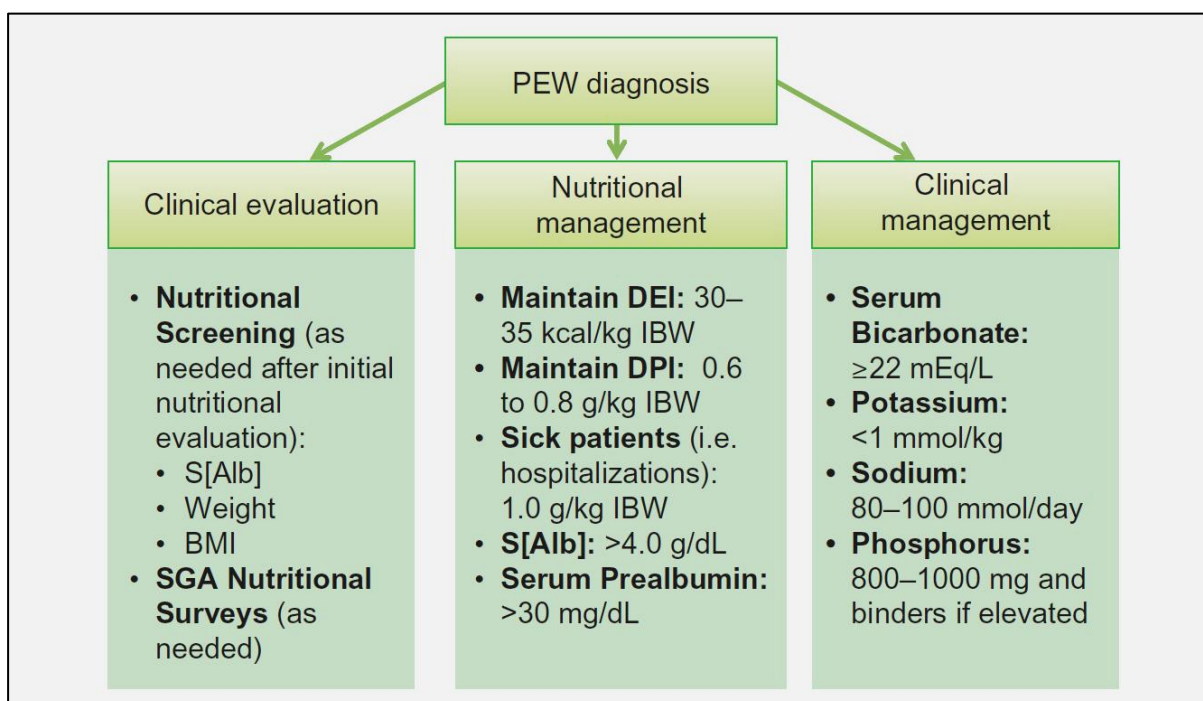 PEW diagnosis
Clinical evaluation
• Nutritional
Screening (as
needed after initial
nutritional
evaluation):
• S[Alb]
• Weight
• BMI
• SGA Nutritional
Surveys (as
needed)
Nutritional
management
• Maintain DEI: 30–
35 kcal/kg IBW
• Maintain DPI: 0.6
to 0.8 g/kg IBW
• Sick patients (i.e.
hospitalizations):
1.0 g/kg IBW
• S[Alb]: >4.0 g/dL
• Serum Prealbumin:
>30 mg/dL
Clinical
management
• Serum
Bicarbonate:
≥22 mEq/L
• Potassium:
<1 mmol/kg
• Sodium:
80–100 mmol/day
• Phosphorus:
800–1000 mg and
binders if elevated